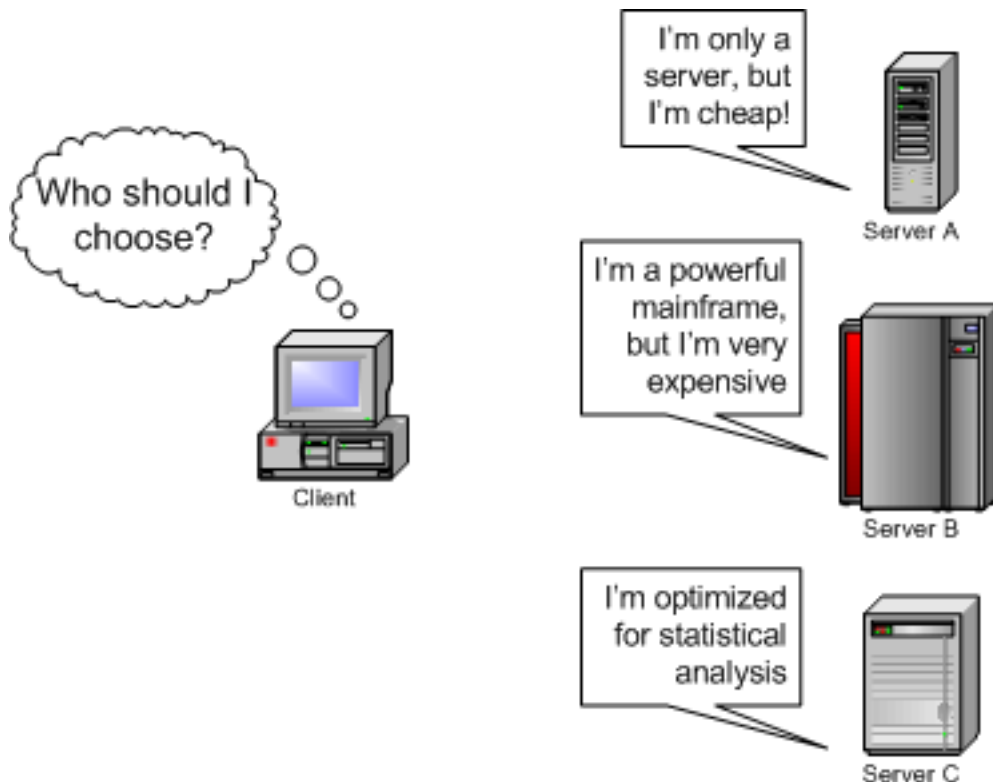 Who should I
choose?
Client
I'm only a
server, but
I'm cheap!
Server A
I'm a powerful
mainframe,
but I'm very
expensive
Server B
I'm optimized
for statistical
analysis
Server C